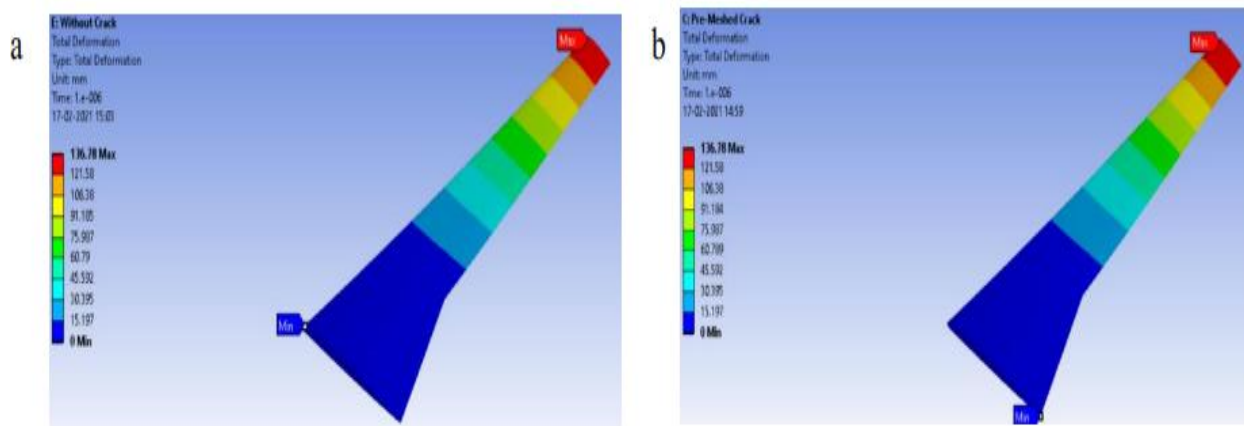 a
E: Without Crack
Total Deformation
Type: Total Deformation
Unit: mm
Time: 1.e-006
17-02-2021 15:03
136.78 Max
121.58
106.38
91.185
75.987
60.79
45.592
30.395
15.197
0 Min
Max
Min
b
C: Pre-Meshed Crack
Total Deformation
Type: Total Deformation
Unit: mm
Time: 1.e-006
17-02-2021 14:59
136.78 Max
121.58
106.38
91.184
75.987
60.789
45.592
30.395
15.197
0 Min
Max
Min